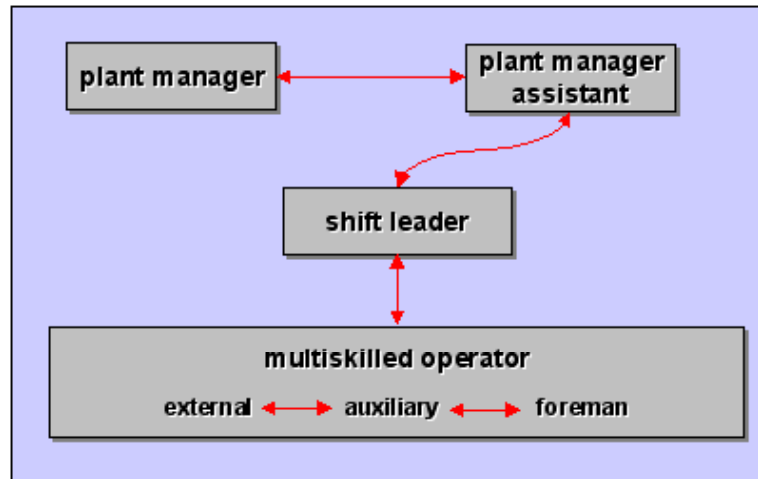 plant manager
plant manager
assistant
shift leader
multiskilled operator
external auxiliary foreman